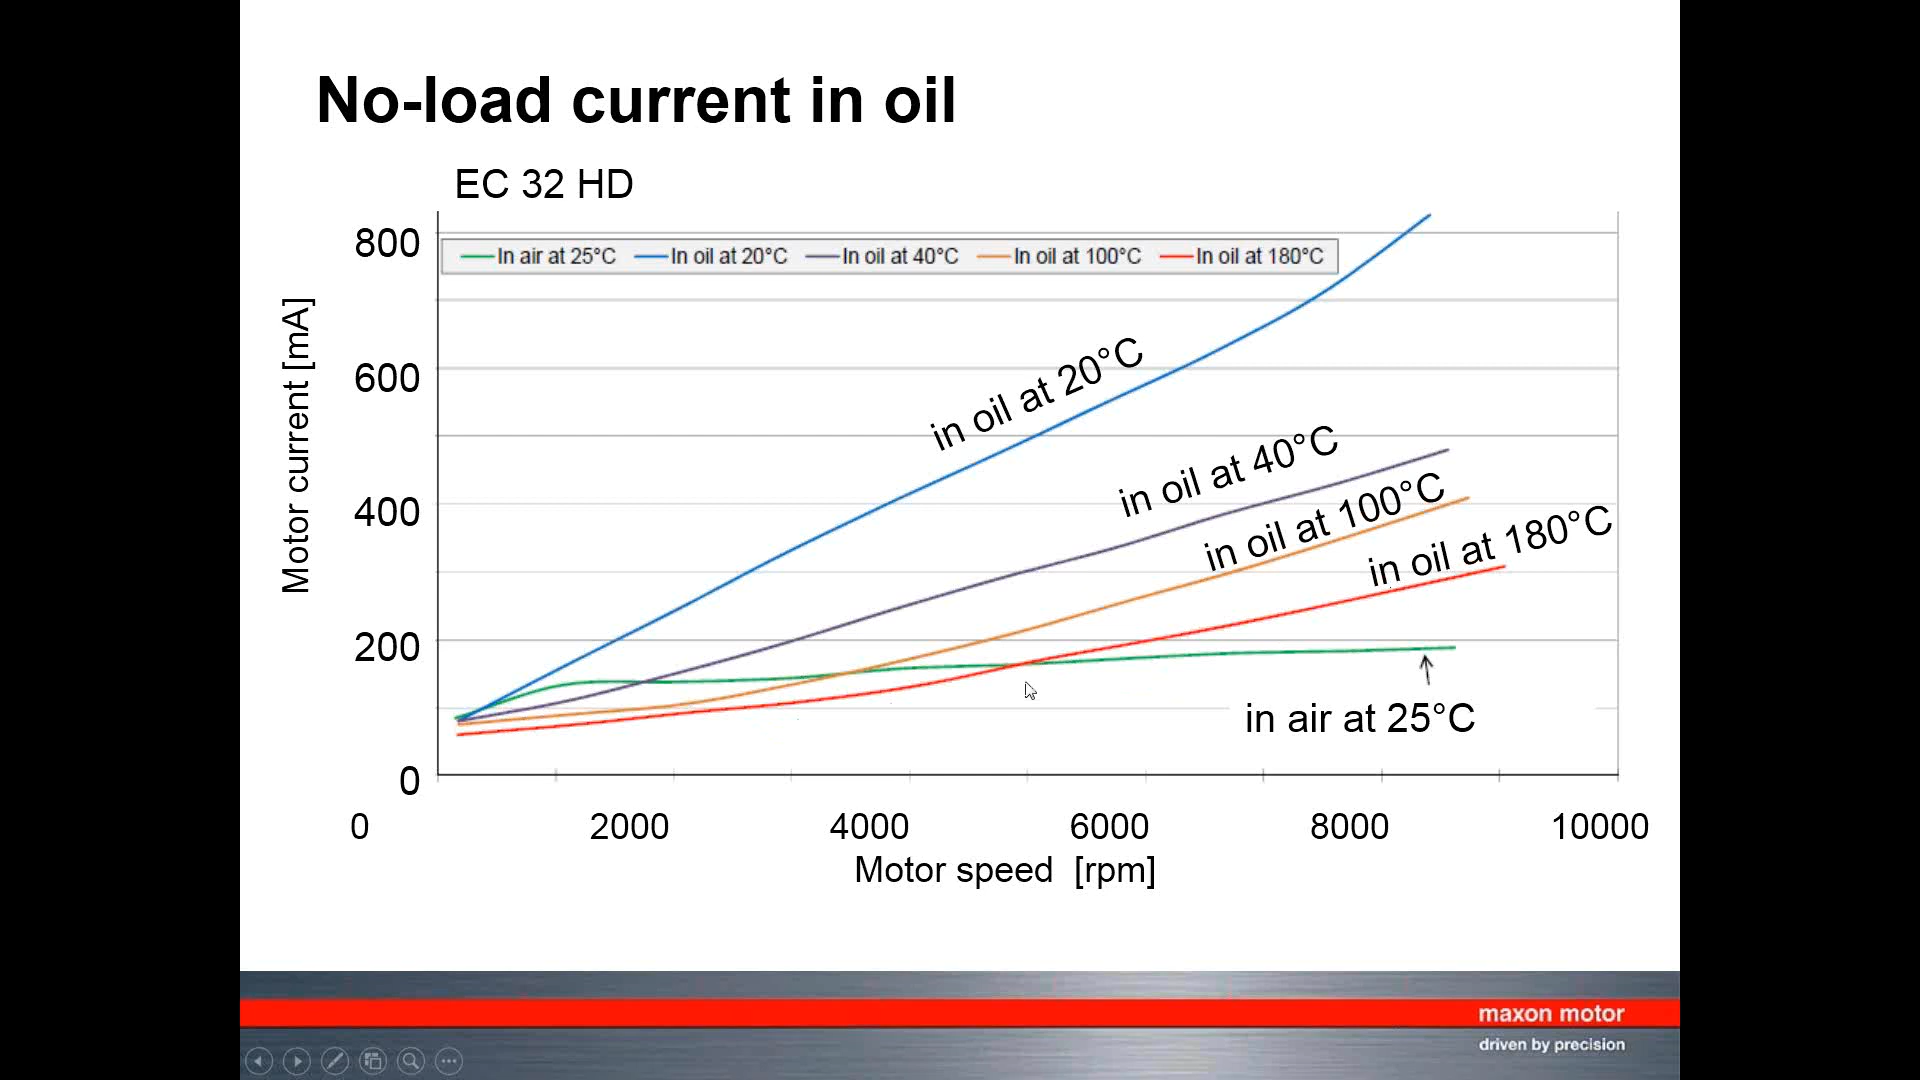 No-load current in oil
EC 32 HD
800
In air at 25°C In oil at 20°C In oil at 40°C In oil at 100°C In oil at 180°C
Motor current [mA]
600
400
200
0
in oil at 20°C
in oil at 40°C
in oil at 100°C
in oil at 180°C
in air at 25°C
0 2000 4000 6000 8000 10000
Motor speed [rpm]
maxon motor
driven by precision